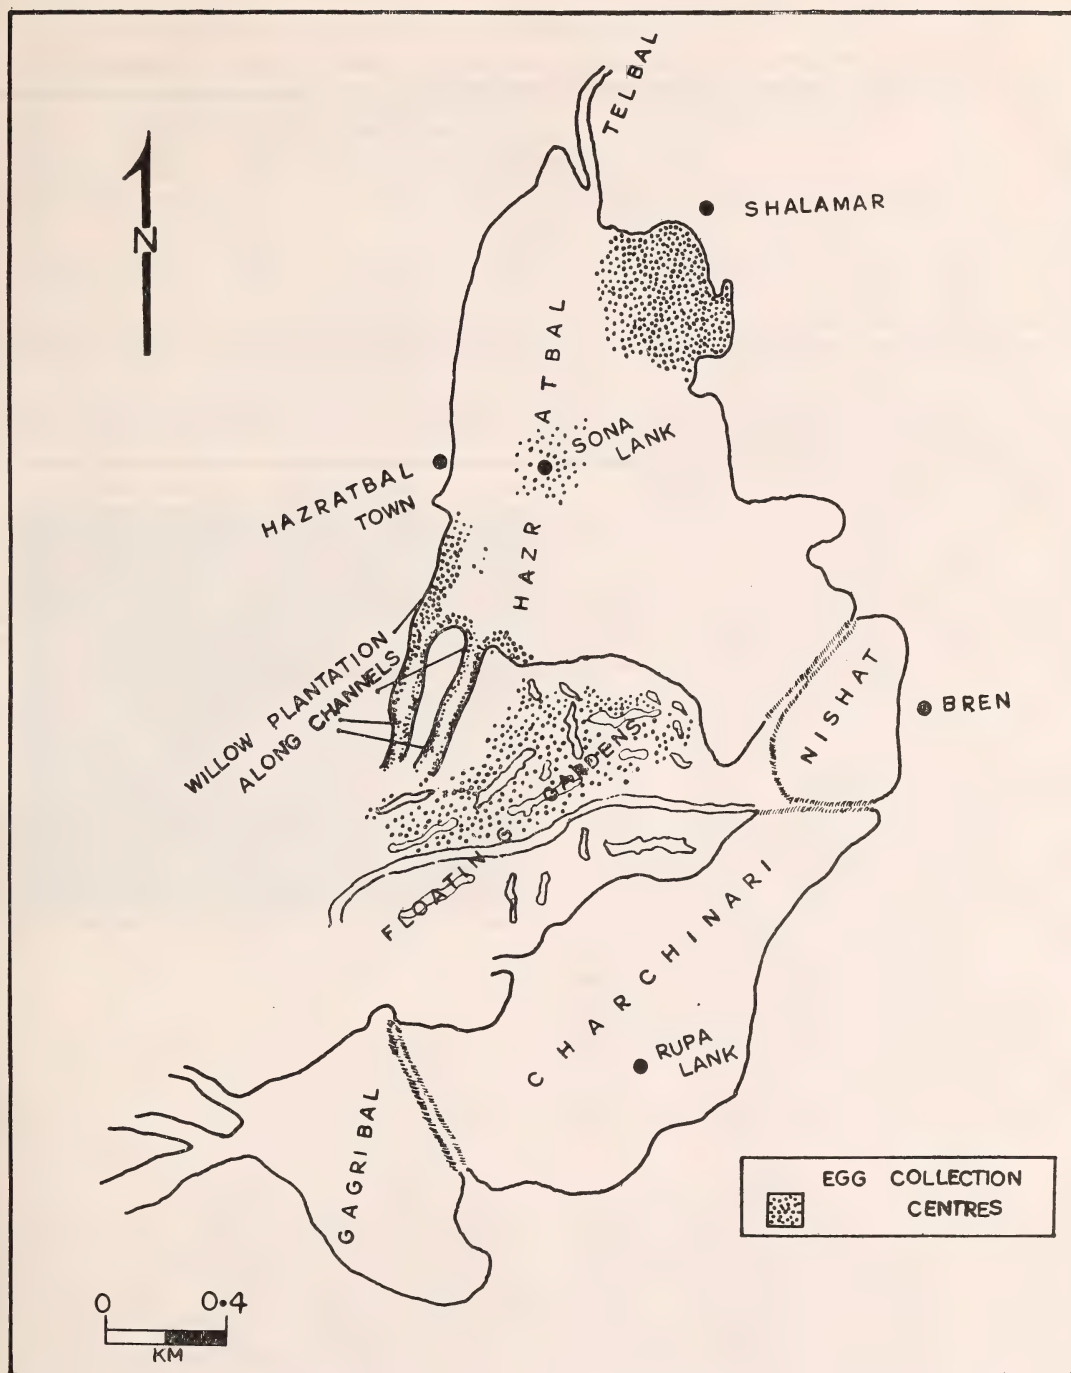 TELBAL
N
SHALAMAR
HAZRATBAL
SONA
LANK
HAZRATBAL
TOWN
WILLOW PLANTATION
ALONG CHANNELS
NISHAT
BREN
FLOATING GARDENS
CHARCHINARI
RUPA
LANK
GAGRIBAL
EGG COLLECTION
CENTRES
0 0·4
KM